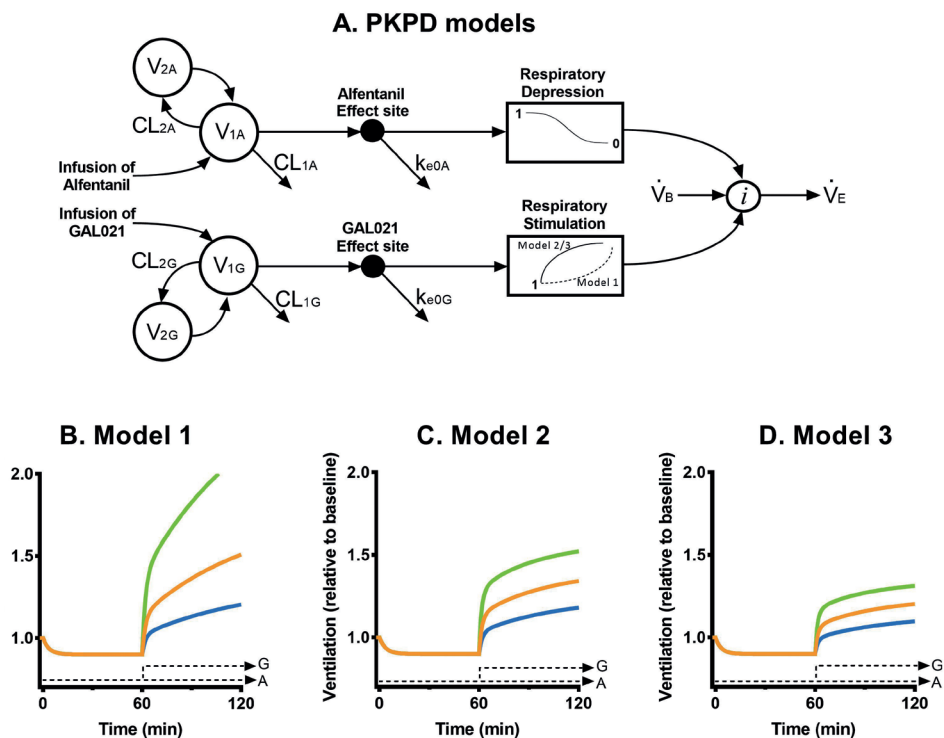 A. PKPD models
V2A
CL2A
V1A
CL1A
Infusion of
Alfentanil
Alfentanil
Effect site
ke0A
Respiratory
Depression
1
0
V̇B
i
V̇E
Infusion of
GAL021
CL2G
V1G
CL1G
V2G
GAL021
Effect site
ke0G
Respiratory
Stimulation
Model 2/3
1
Model 1
B. Model 1
2.0
1.5
1.0
G
A
0
60
120
Time (min)
C. Model 2
Ventilation (relative to baseline)
2.0
1.5
1.0
G
A
0
60
120
Time (min)
D. Model 3
Ventilation (relative to baseline)
2.0
1.5
1.0
G
A
0
60
120
Time (min)